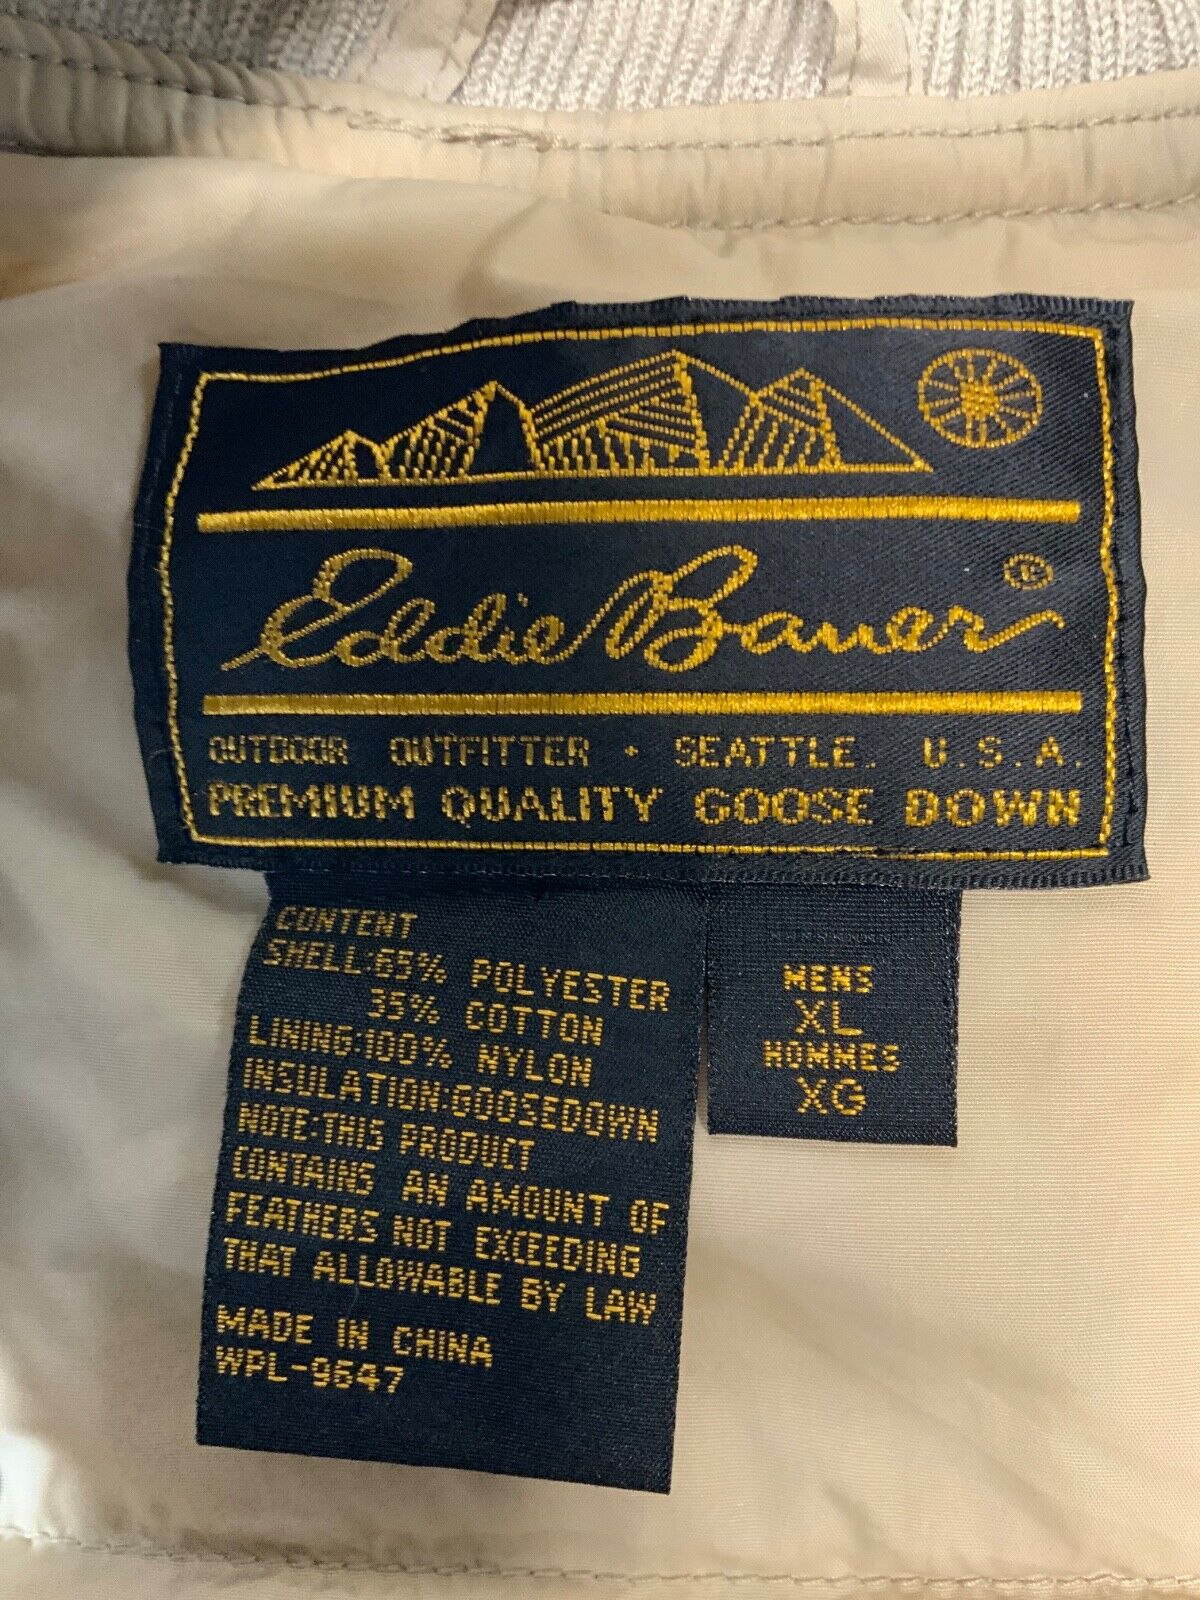 Eddie Bauer ®
OUTDOOR OUTFITTER · SEATTLE. U.S.A.
PREMIUM QUALITY GOOSE DOWN
CONTENT
SHELL:65% POLYESTER
35% COTTON
LINING:100% NYLON
INSULATION:GOOSEDOWN
NOTE:THIS PRODUCT
CONTAINS AN AMOUNT OF
FEATHERS NOT EXCEEDING
THAT ALLOWABLE BY LAW
MADE IN CHINA
WPL-9647
MENS
XL
HOMMES
XG